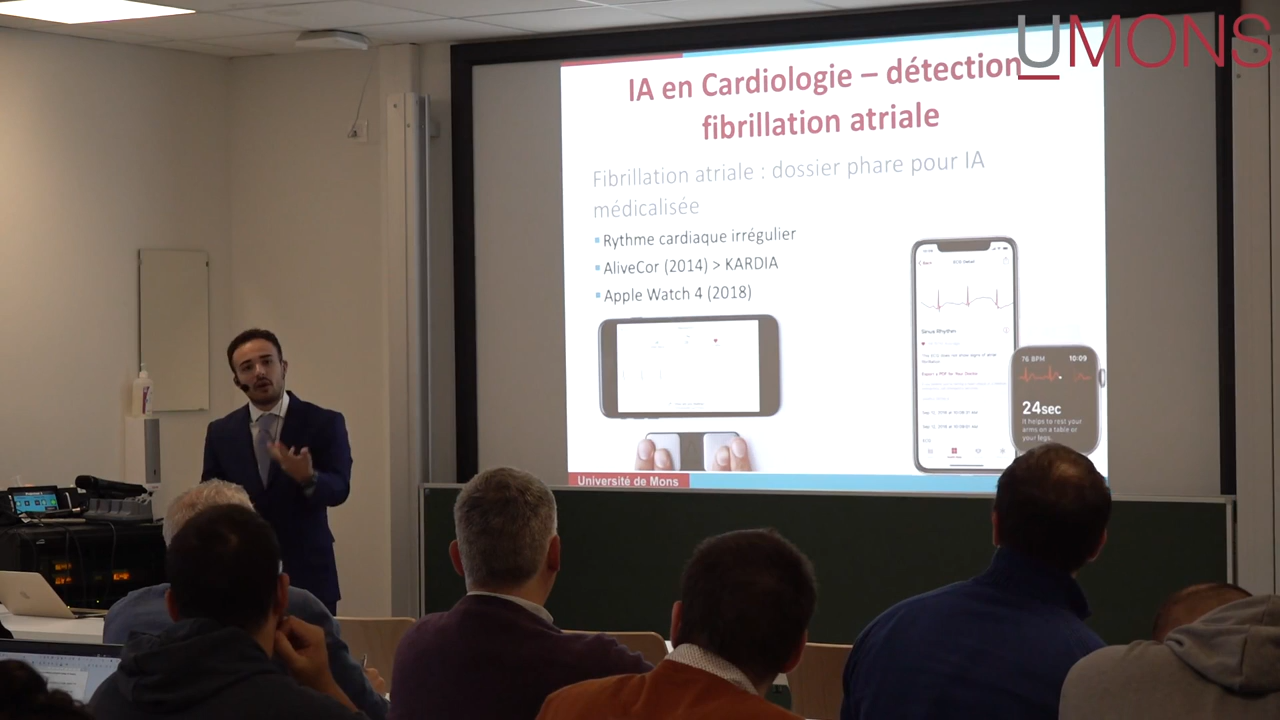 UMONS
IA en Cardiologie – détection
fibrillation atriale
Fibrillation atriale : dossier phare pour IA
médicalisée
Rythme cardiaque irrégulier
AliveCor (2014) > KARDIA
Apple Watch 4 (2018)
Sinus Rhythm
76 BPM 10:09
24sec
It helps to rest your
arms on a table or
your legs.
Université de Mons